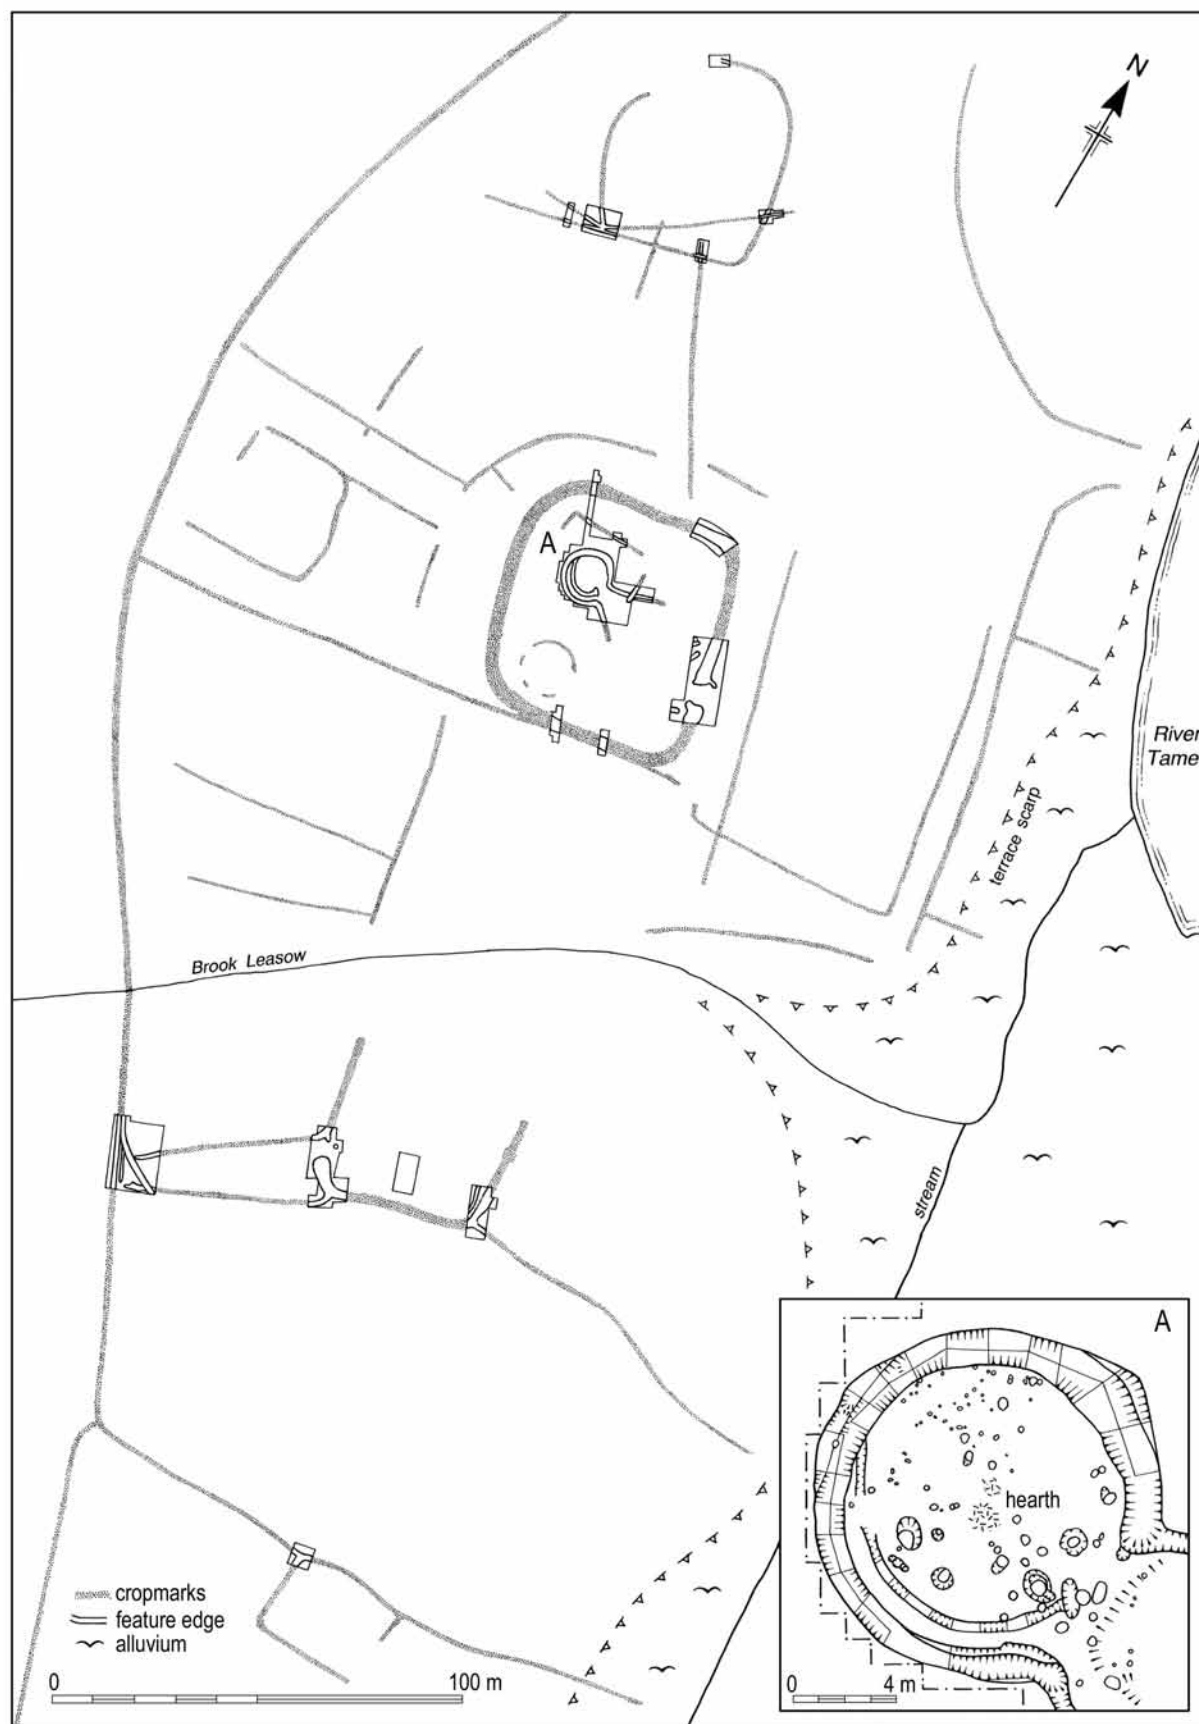 N
A
River
Tame
terrace scarp
Brook Leasow
stream
A
hearth
cropmarks
feature edge
alluvium
0 100 m
0 4 m